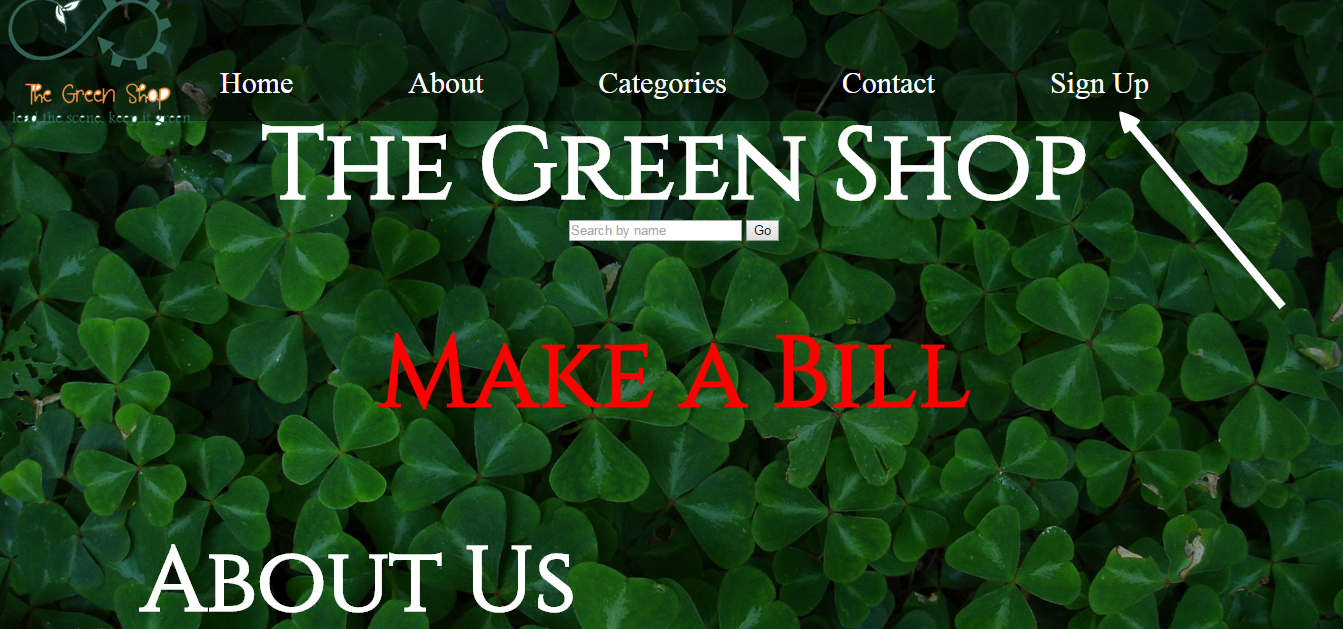 The Green Shop
lead the scene, keep it green
Home About Categories Contact Sign Up
The Green Shop
Search by name Go
Make a Bill
About Us